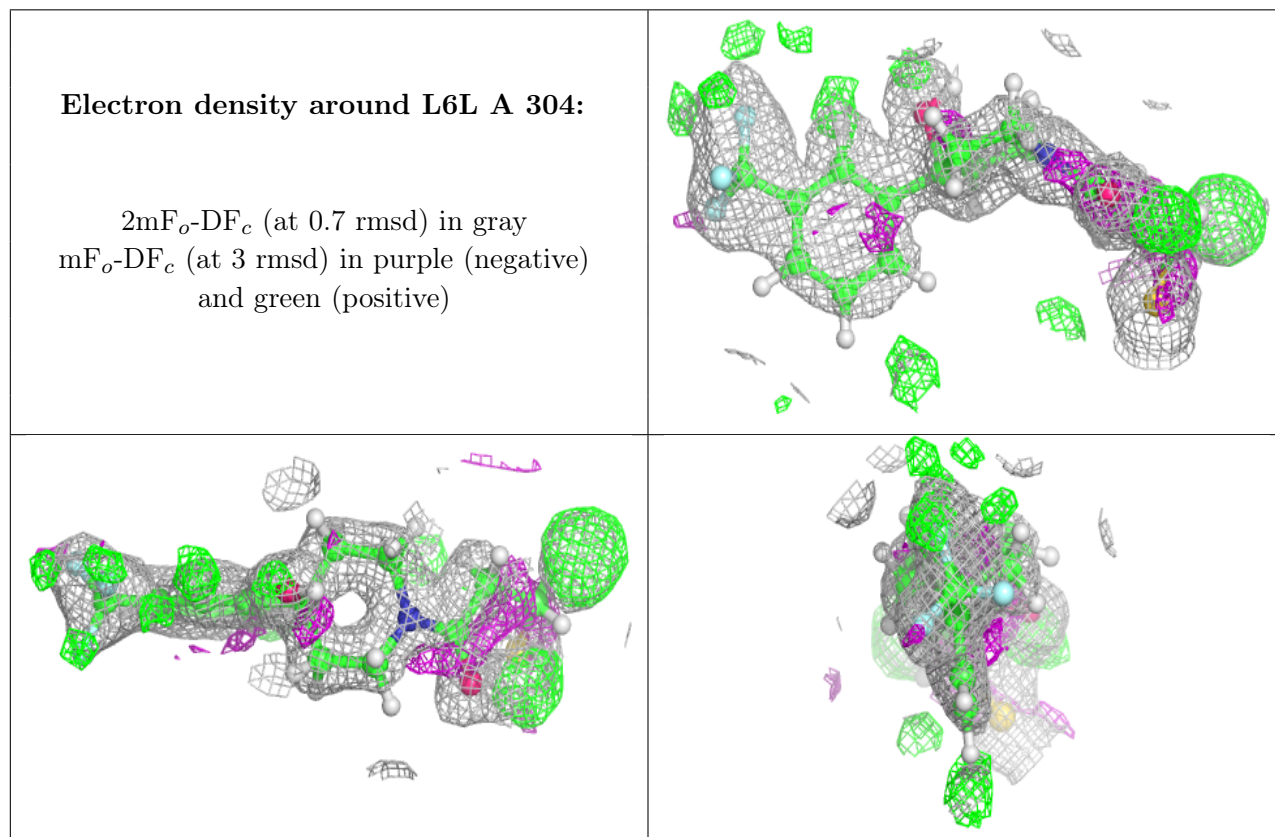 Electron density around L6L A 304:
2mFo-DFc (at 0.7 rmsd) in gray
mFo-DFc (at 3 rmsd) in purple (negative)
and green (positive)